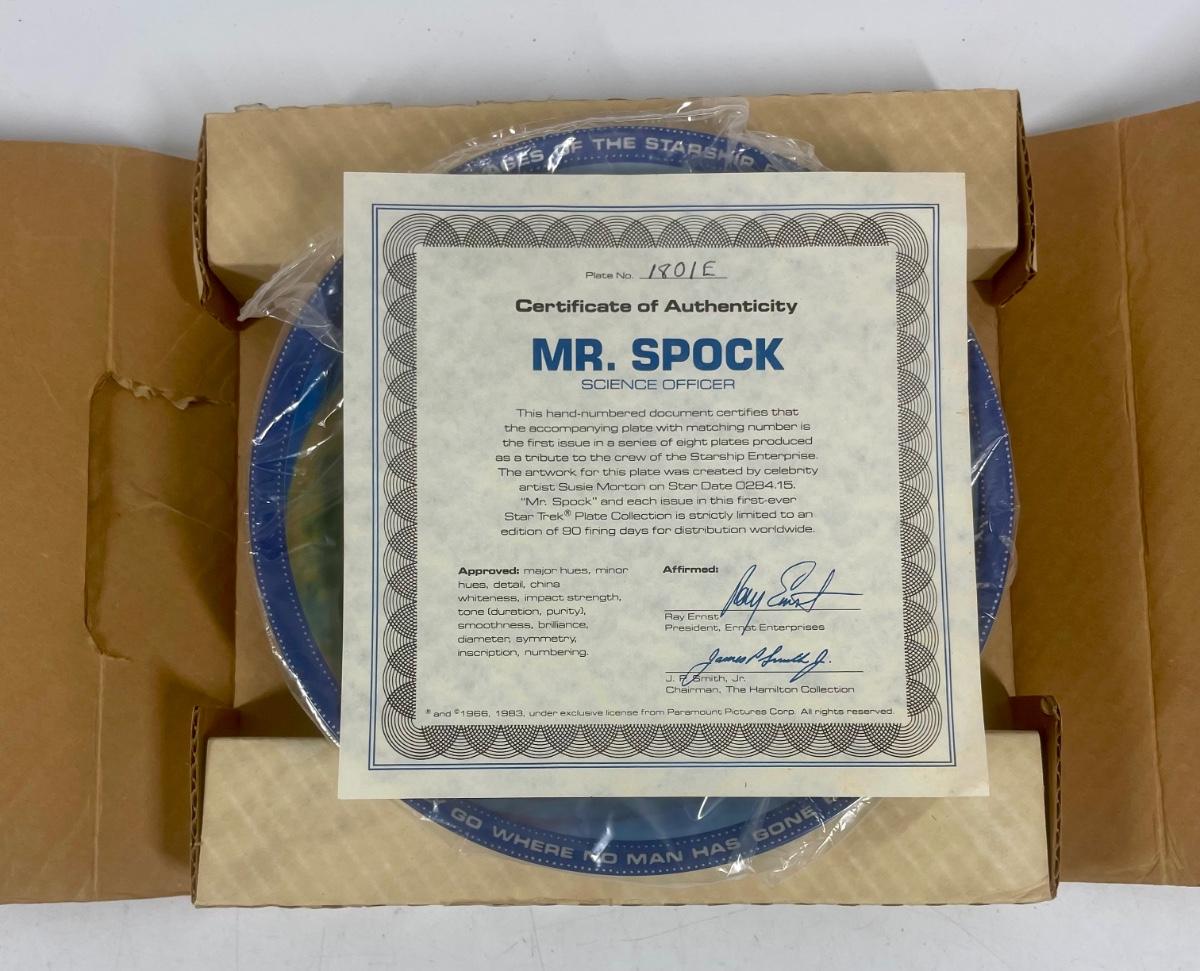 AGES OF THE STARSHIP
Plate No. 1801E
Certificate of Authenticity
MR. SPOCK
SCIENCE OFFICER
This hand-numbered document certifies that
the accompanying plate with matching number is
the first issue in a series of eight plates produced
as a tribute to the crew of the Starship Enterprise.
The artwork for this plate was created by celebrity
artist Susie Morton on Star Date 0284.15.
"Mr. Spock" and each issue in this first-ever
Star Trek® Plate Collection is strictly limited to an
edition of 90 firing days for distribution worldwide.
Approved: major hues, minor
hues, detail, china
whiteness, impact strength,
tone (duration, purity),
smoothness, brilliance,
diameter, symmetry,
inscription, numbering.
Affirmed:
Ray Ernst
Ray Ernst
President, Ernst Enterprises
James P Smith Jr.
J. P. Smith, Jr.
Chairman, The Hamilton Collection
® and ©1966, 1983, under exclusive license from Paramount Pictures Corp. All rights reserved.
GO WHERE NO MAN HAS GONE